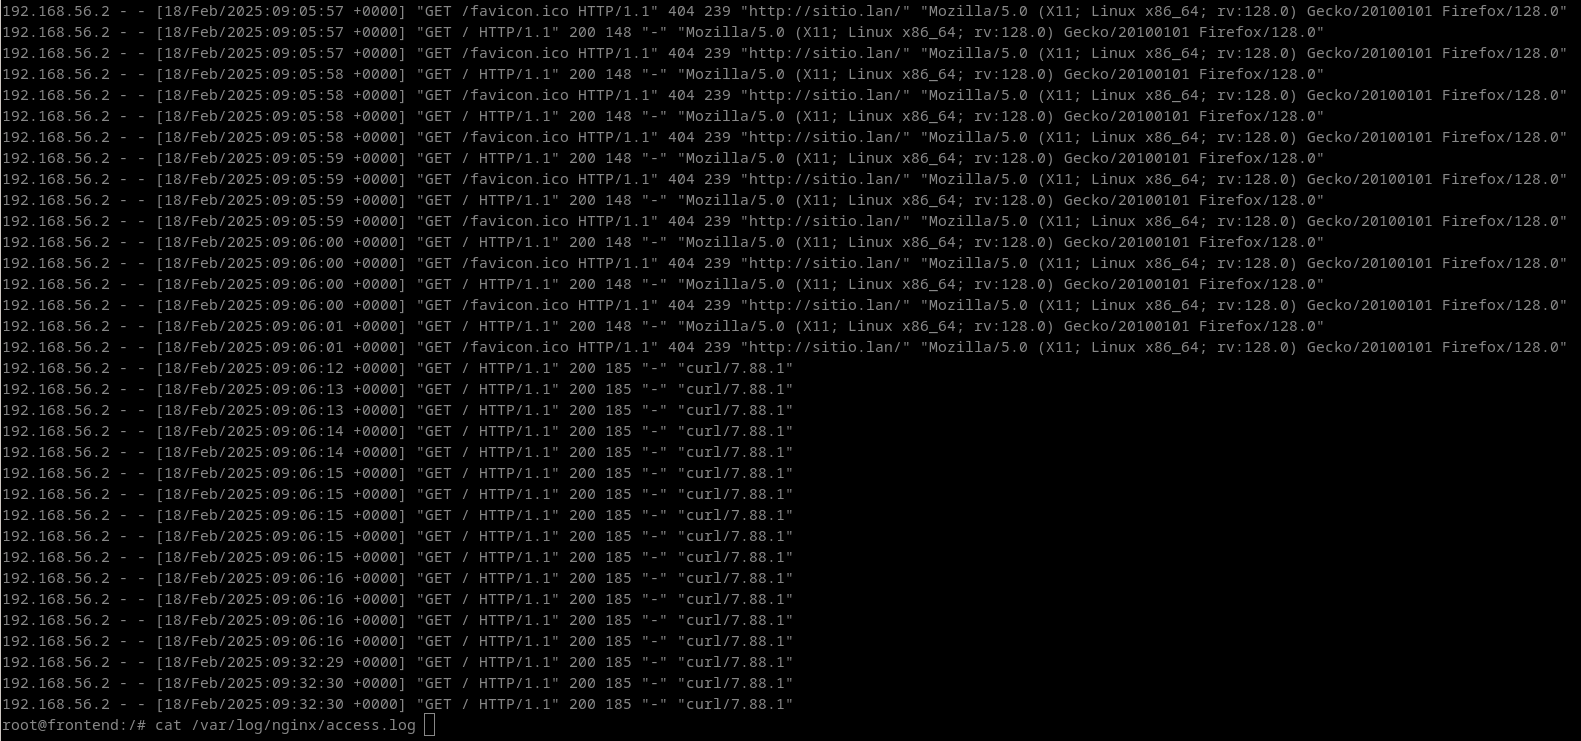 192.168.56.2 - - [18/Feb/2025:09:05:57 +0000] "GET /favicon.ico HTTP/1.1" 404 239 "http://sitio.lan/" "Mozilla/5.0 (X11; Linux x86_64; rv:128.0) Gecko/20100101 Firefox/128.0"
192.168.56.2 - - [18/Feb/2025:09:05:57 +0000] "GET / HTTP/1.1" 200 148 "-" "Mozilla/5.0 (X11; Linux x86_64; rv:128.0) Gecko/20100101 Firefox/128.0"
192.168.56.2 - - [18/Feb/2025:09:05:57 +0000] "GET /favicon.ico HTTP/1.1" 404 239 "http://sitio.lan/" "Mozilla/5.0 (X11; Linux x86_64; rv:128.0) Gecko/20100101 Firefox/128.0"
192.168.56.2 - - [18/Feb/2025:09:05:58 +0000] "GET / HTTP/1.1" 200 148 "-" "Mozilla/5.0 (X11; Linux x86_64; rv:128.0) Gecko/20100101 Firefox/128.0"
192.168.56.2 - - [18/Feb/2025:09:05:58 +0000] "GET /favicon.ico HTTP/1.1" 404 239 "http://sitio.lan/" "Mozilla/5.0 (X11; Linux x86_64; rv:128.0) Gecko/20100101 Firefox/128.0"
192.168.56.2 - - [18/Feb/2025:09:05:58 +0000] "GET / HTTP/1.1" 200 148 "-" "Mozilla/5.0 (X11; Linux x86_64; rv:128.0) Gecko/20100101 Firefox/128.0"
192.168.56.2 - - [18/Feb/2025:09:05:58 +0000] "GET /favicon.ico HTTP/1.1" 404 239 "http://sitio.lan/" "Mozilla/5.0 (X11; Linux x86_64; rv:128.0) Gecko/20100101 Firefox/128.0"
192.168.56.2 - - [18/Feb/2025:09:05:59 +0000] "GET / HTTP/1.1" 200 148 "-" "Mozilla/5.0 (X11; Linux x86_64; rv:128.0) Gecko/20100101 Firefox/128.0"
192.168.56.2 - - [18/Feb/2025:09:05:59 +0000] "GET /favicon.ico HTTP/1.1" 404 239 "http://sitio.lan/" "Mozilla/5.0 (X11; Linux x86_64; rv:128.0) Gecko/20100101 Firefox/128.0"
192.168.56.2 - - [18/Feb/2025:09:05:59 +0000] "GET / HTTP/1.1" 200 148 "-" "Mozilla/5.0 (X11; Linux x86_64; rv:128.0) Gecko/20100101 Firefox/128.0"
192.168.56.2 - - [18/Feb/2025:09:05:59 +0000] "GET /favicon.ico HTTP/1.1" 404 239 "http://sitio.lan/" "Mozilla/5.0 (X11; Linux x86_64; rv:128.0) Gecko/20100101 Firefox/128.0"
192.168.56.2 - - [18/Feb/2025:09:06:00 +0000] "GET / HTTP/1.1" 200 148 "-" "Mozilla/5.0 (X11; Linux x86_64; rv:128.0) Gecko/20100101 Firefox/128.0"
192.168.56.2 - - [18/Feb/2025:09:06:00 +0000] "GET /favicon.ico HTTP/1.1" 404 239 "http://sitio.lan/" "Mozilla/5.0 (X11; Linux x86_64; rv:128.0) Gecko/20100101 Firefox/128.0"
192.168.56.2 - - [18/Feb/2025:09:06:00 +0000] "GET / HTTP/1.1" 200 148 "-" "Mozilla/5.0 (X11; Linux x86_64; rv:128.0) Gecko/20100101 Firefox/128.0"
192.168.56.2 - - [18/Feb/2025:09:06:00 +0000] "GET /favicon.ico HTTP/1.1" 404 239 "http://sitio.lan/" "Mozilla/5.0 (X11; Linux x86_64; rv:128.0) Gecko/20100101 Firefox/128.0"
192.168.56.2 - - [18/Feb/2025:09:06:01 +0000] "GET / HTTP/1.1" 200 148 "-" "Mozilla/5.0 (X11; Linux x86_64; rv:128.0) Gecko/20100101 Firefox/128.0"
192.168.56.2 - - [18/Feb/2025:09:06:01 +0000] "GET /favicon.ico HTTP/1.1" 404 239 "http://sitio.lan/" "Mozilla/5.0 (X11; Linux x86_64; rv:128.0) Gecko/20100101 Firefox/128.0"
192.168.56.2 - - [18/Feb/2025:09:06:12 +0000] "GET / HTTP/1.1" 200 185 "-" "curl/7.88.1"
192.168.56.2 - - [18/Feb/2025:09:06:13 +0000] "GET / HTTP/1.1" 200 185 "-" "curl/7.88.1"
192.168.56.2 - - [18/Feb/2025:09:06:13 +0000] "GET / HTTP/1.1" 200 185 "-" "curl/7.88.1"
192.168.56.2 - - [18/Feb/2025:09:06:14 +0000] "GET / HTTP/1.1" 200 185 "-" "curl/7.88.1"
192.168.56.2 - - [18/Feb/2025:09:06:14 +0000] "GET / HTTP/1.1" 200 185 "-" "curl/7.88.1"
192.168.56.2 - - [18/Feb/2025:09:06:15 +0000] "GET / HTTP/1.1" 200 185 "-" "curl/7.88.1"
192.168.56.2 - - [18/Feb/2025:09:06:15 +0000] "GET / HTTP/1.1" 200 185 "-" "curl/7.88.1"
192.168.56.2 - - [18/Feb/2025:09:06:15 +0000] "GET / HTTP/1.1" 200 185 "-" "curl/7.88.1"
192.168.56.2 - - [18/Feb/2025:09:06:15 +0000] "GET / HTTP/1.1" 200 185 "-" "curl/7.88.1"
192.168.56.2 - - [18/Feb/2025:09:06:15 +0000] "GET / HTTP/1.1" 200 185 "-" "curl/7.88.1"
192.168.56.2 - - [18/Feb/2025:09:06:16 +0000] "GET / HTTP/1.1" 200 185 "-" "curl/7.88.1"
192.168.56.2 - - [18/Feb/2025:09:06:16 +0000] "GET / HTTP/1.1" 200 185 "-" "curl/7.88.1"
192.168.56.2 - - [18/Feb/2025:09:06:16 +0000] "GET / HTTP/1.1" 200 185 "-" "curl/7.88.1"
192.168.56.2 - - [18/Feb/2025:09:06:16 +0000] "GET / HTTP/1.1" 200 185 "-" "curl/7.88.1"
192.168.56.2 - - [18/Feb/2025:09:32:29 +0000] "GET / HTTP/1.1" 200 185 "-" "curl/7.88.1"
192.168.56.2 - - [18/Feb/2025:09:32:30 +0000] "GET / HTTP/1.1" 200 185 "-" "curl/7.88.1"
192.168.56.2 - - [18/Feb/2025:09:32:30 +0000] "GET / HTTP/1.1" 200 185 "-" "curl/7.88.1"
root@frontend:/# cat /var/log/nginx/access.log